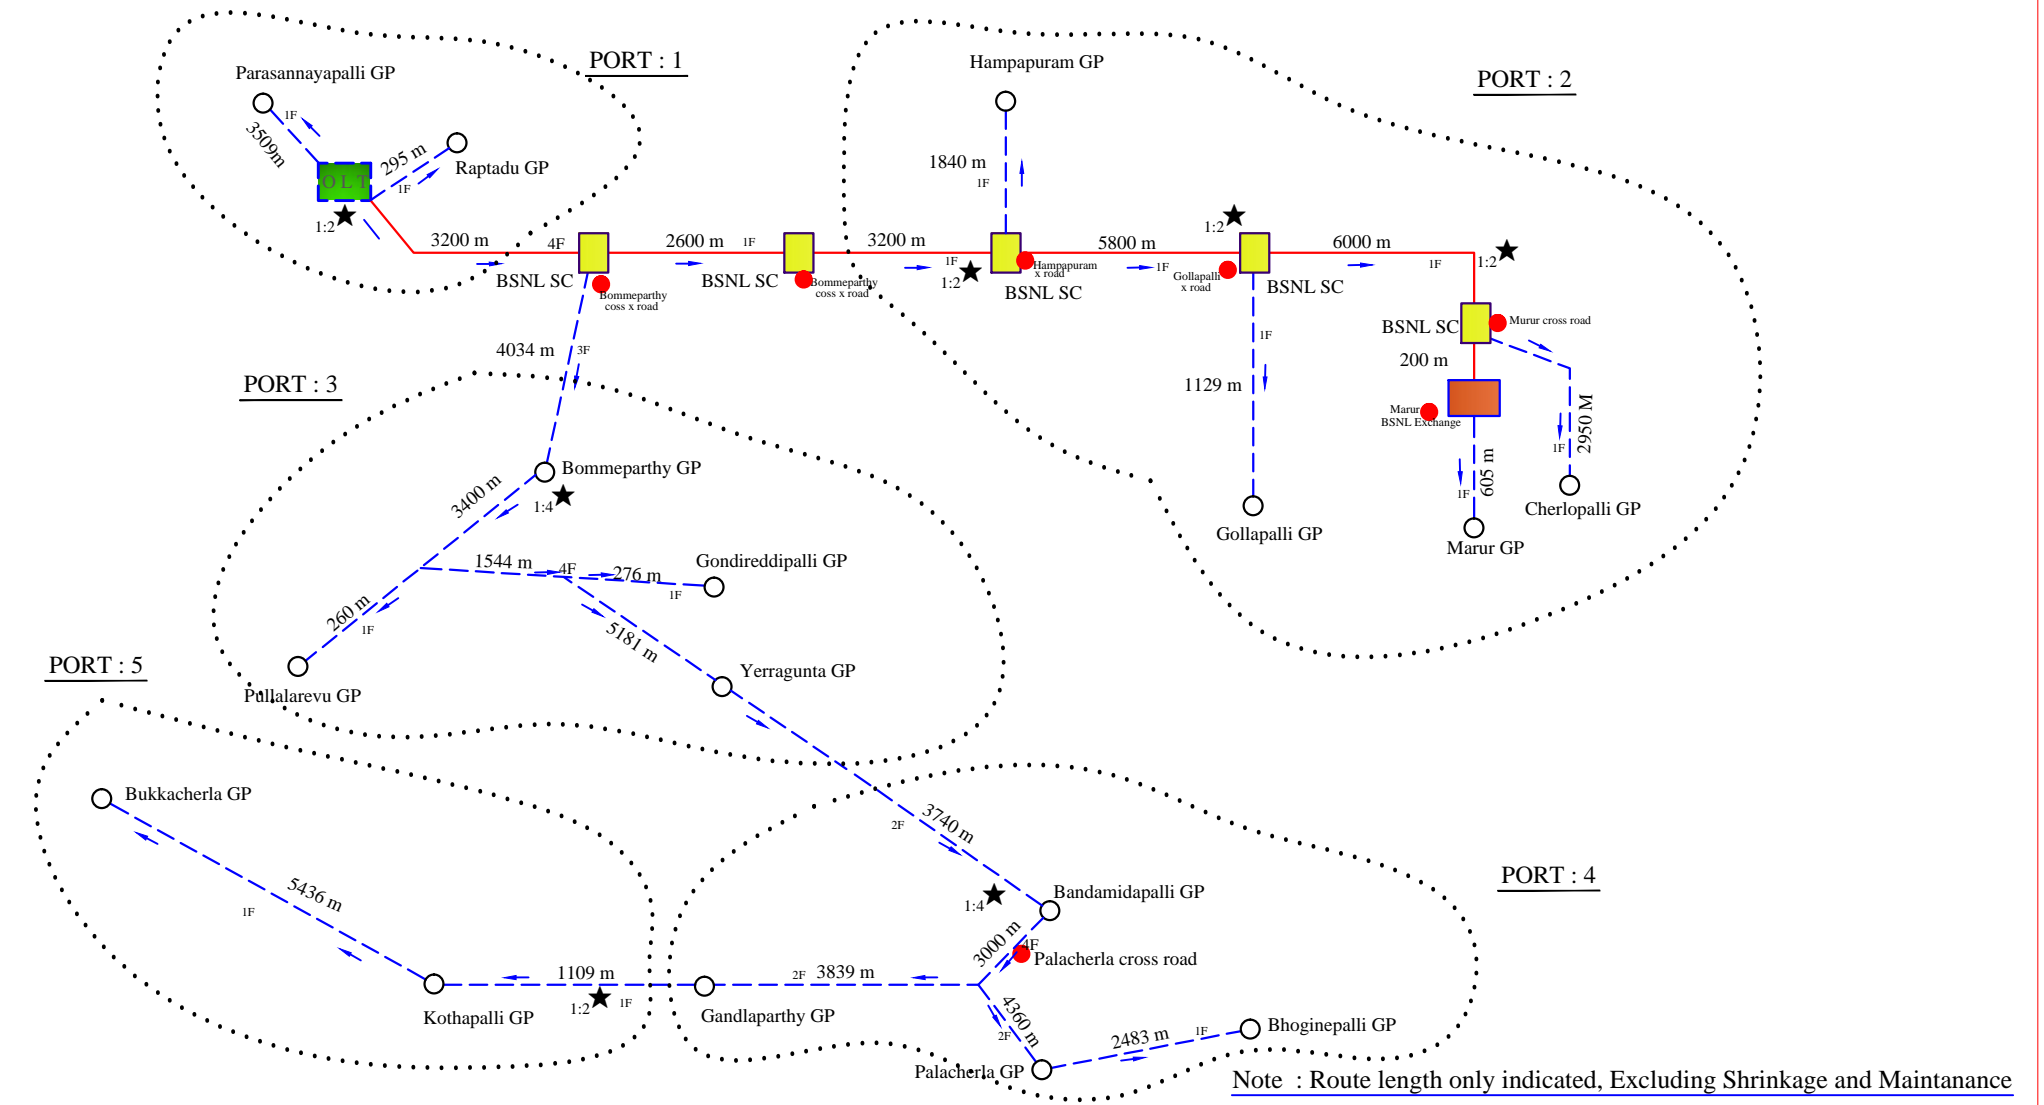 PORT : 1
Parasannayapalli GP
1F
3509m
295 m
1F
Raptadu GP
O L T
1:2
Hampapuram GP
PORT : 2
1840 m
1F
3200 m
4F
2600 m
1F
3200 m
1F
5800 m
1F
1:2
6000 m
1F
1:2
BSNL SC
Bommeparthy
coss x road
BSNL SC
Bommeparthy
coss x road
1:2
Hampapuram
x road
BSNL SC
Gollapalli
x road
BSNL SC
BSNL SC
Murur cross road
200 m
Marur
BSNL Exchange
4034 m
3F
1F
1129 m
2950 M
1F
605 m
1F
Gollapalli GP
Cherlopalli GP
Marur GP
PORT : 3
Bommeparthy GP
3400 m
1:4
1544 m
4F
276 m
1F
Gondireddipalli GP
260 m
1F
5181 m
Pullalarevu GP
Yerragunta GP
PORT : 5
Bukkacherla GP
5436 m
1F
3740 m
2F
PORT : 4
Bandamidapalli GP
1:4
3000 m
4F
Palacherla cross road
1109 m
1:2
1F
2F
3839 m
Kothapalli GP
Gandlaparthy GP
4360 m
2F
2483 m
1F
Bhoginepalli GP
Palacherla GP
Note : Route length only indicated, Excluding Shrinkage and Maintanance